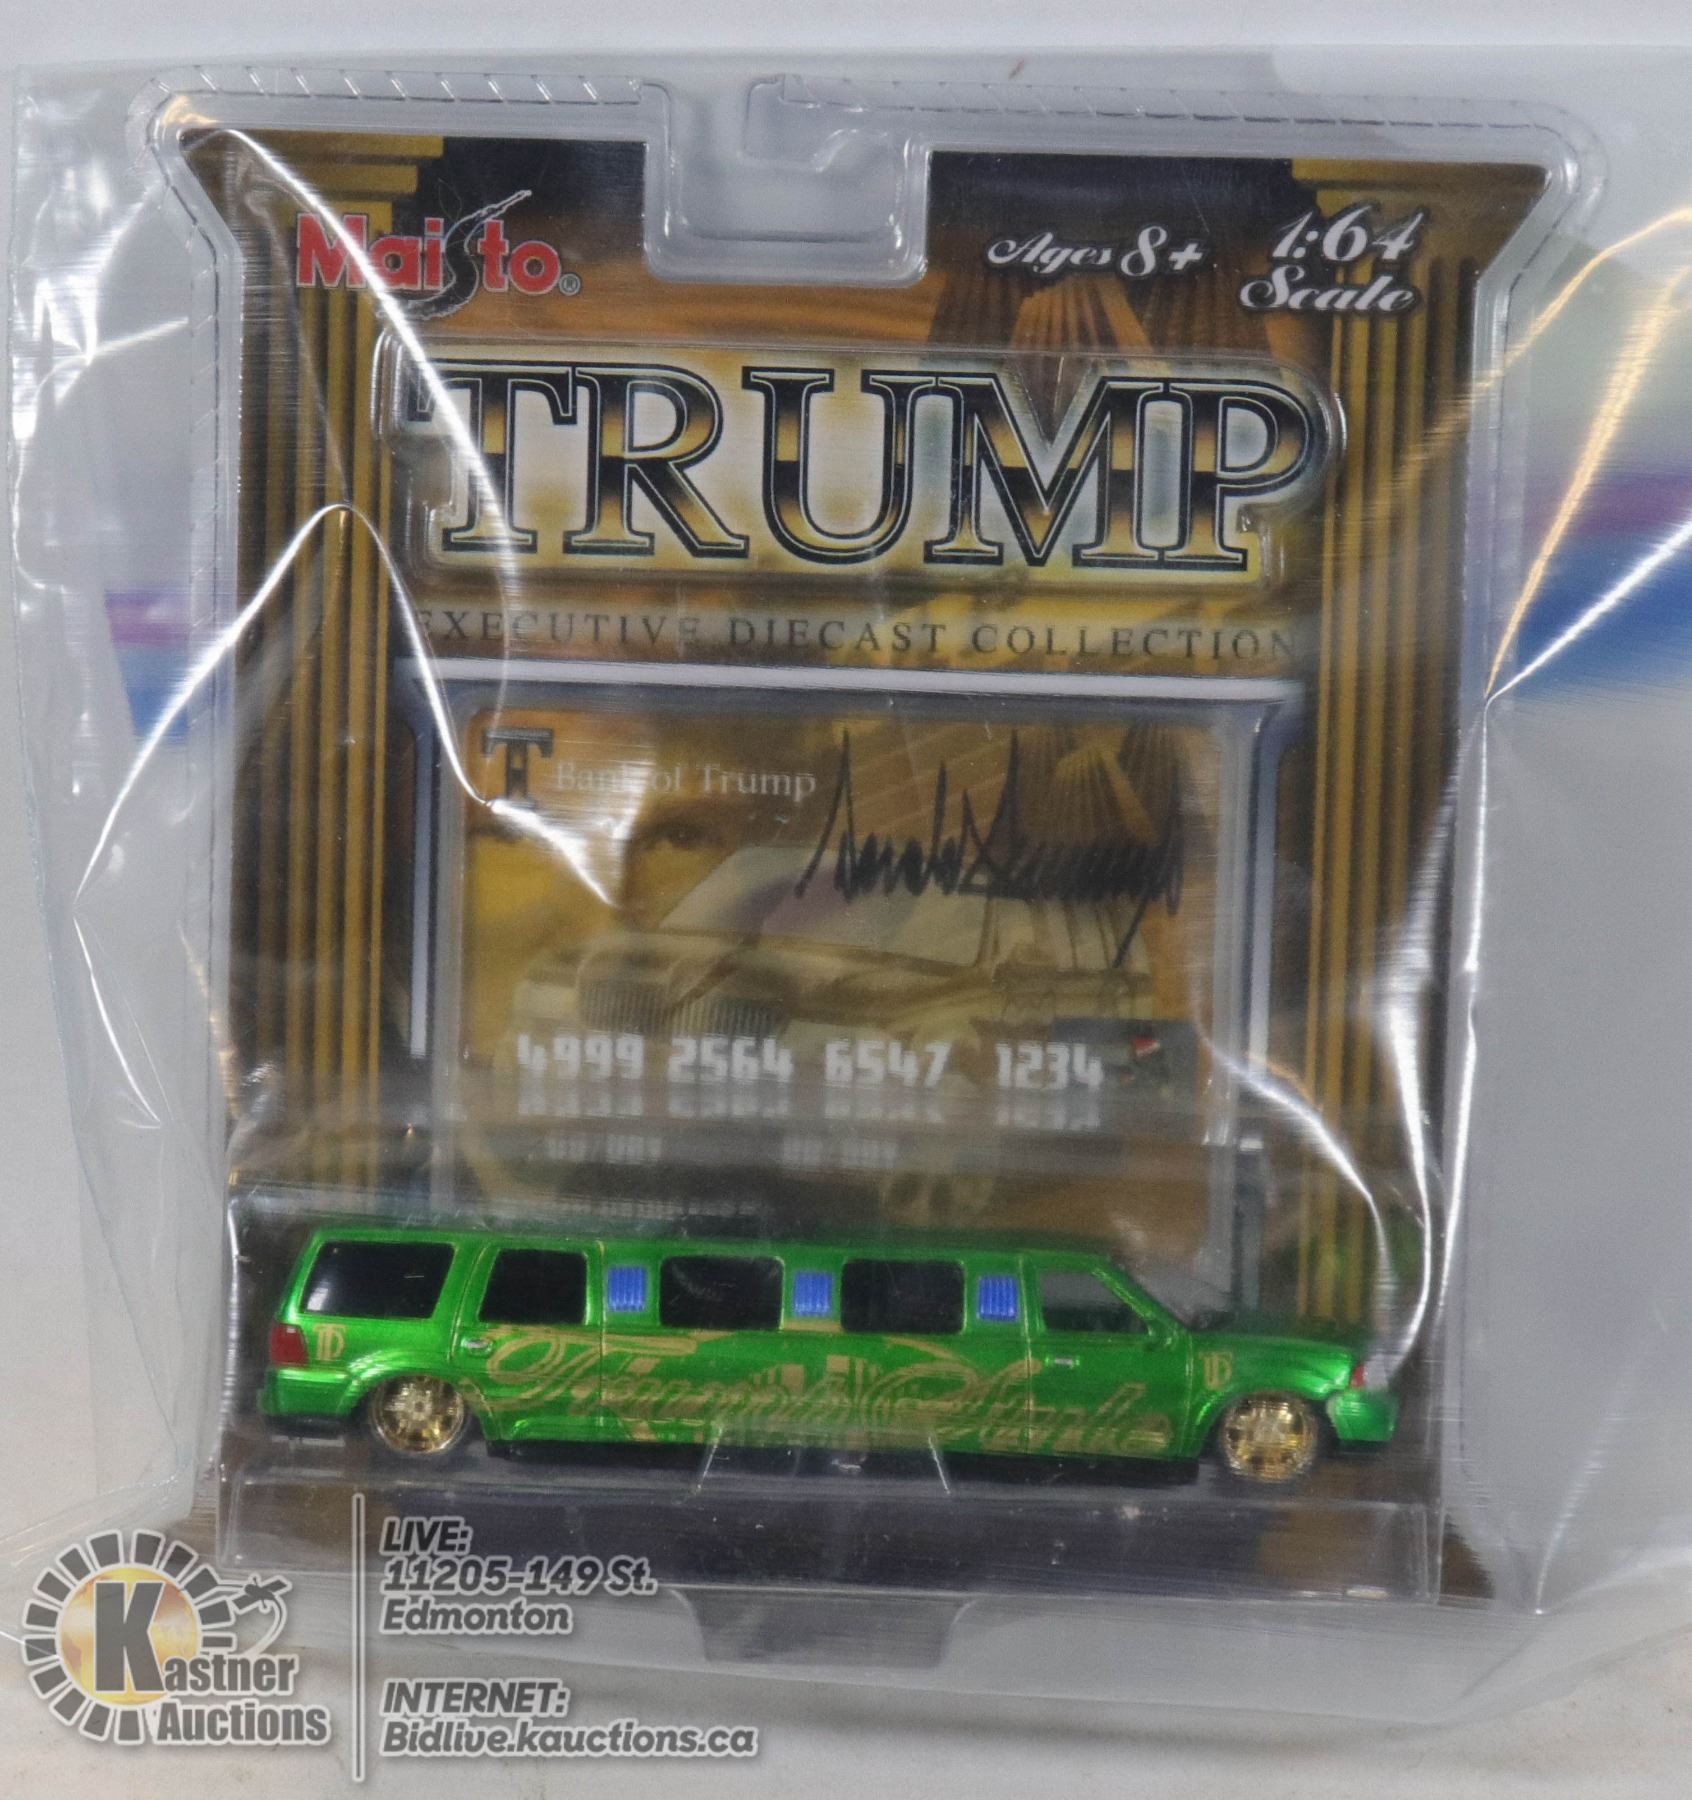 Maisto®
Ages 8+
1:64
Scale
TRUMP
EXECUTIVE DIECAST COLLECTION
T Bank of Trump
4999 2564 6547 1234
LIVE:
11205-149 St.
Edmonton
Kastner
Auctions
INTERNET:
Bidlive.kauctions.ca